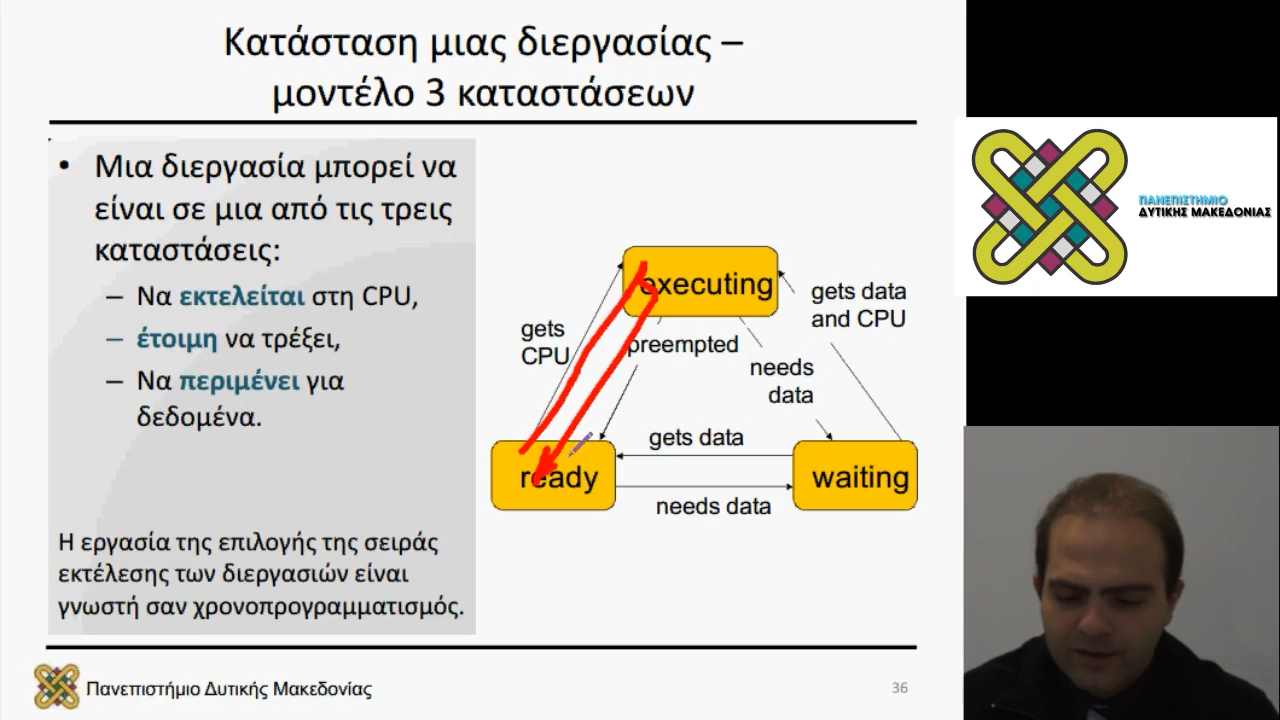 Κατάσταση μιας διεργασίας –
μοντέλο 3 καταστάσεων
• Μια διεργασία μπορεί να
είναι σε μια από τις τρεις
καταστάσεις:
– Να εκτελείται στη CPU,
– έτοιμη να τρέξει,
– Να περιμένει για
δεδομένα.
Η εργασία της επιλογής της σειράς
εκτέλεσης των διεργασιών είναι
γνωστή σαν χρονοπρογραμματισμός.
executing
gets data
and CPU
gets
CPU
preempted
needs
data
gets data
ready
waiting
needs data
Πανεπιστήμιο Δυτικής Μακεδονίας
36
ΠΑΝΕΠΙΣΤΗΜΙΟ
ΔΥΤΙΚΗΣ ΜΑΚΕΔΟΝΙΑΣ